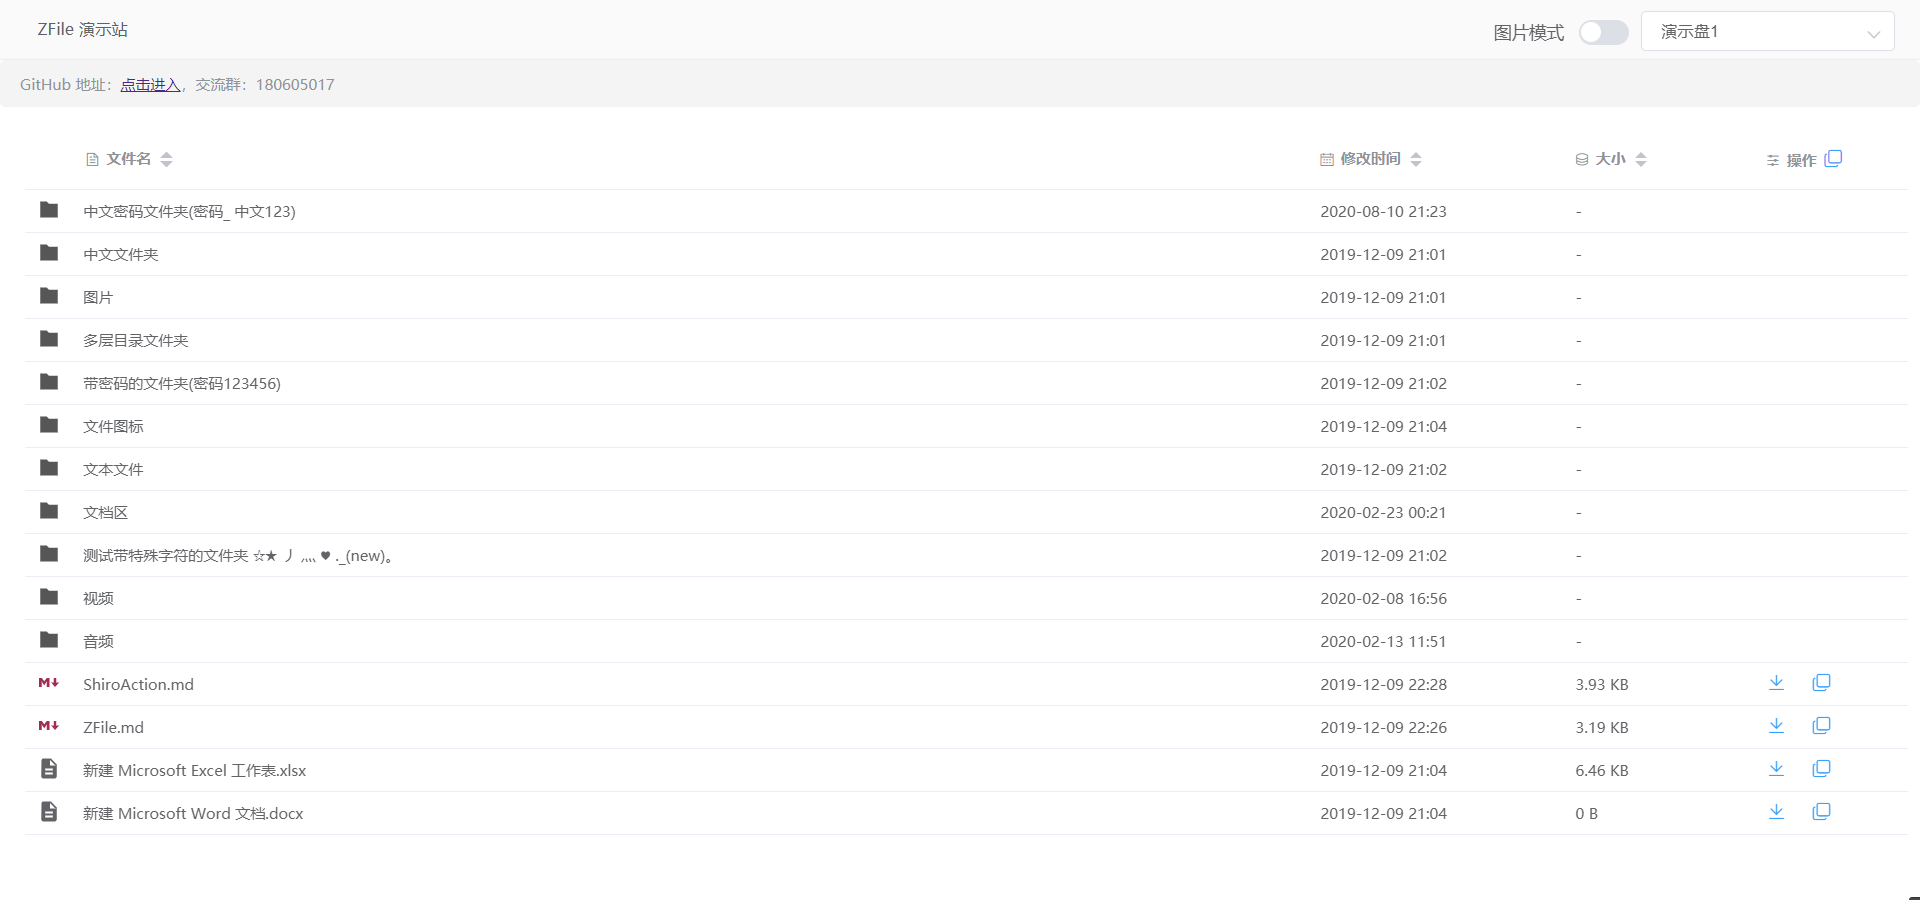 ZFile 演示站
图片模式 演示盘1
GitHub 地址：点击进入，交流群：180605017
文件名 修改时间 大小 操作
中文密码文件夹(密码_ 中文123) 2020-08-10 21:23 -
中文文件夹 2019-12-09 21:01 -
图片 2019-12-09 21:01 -
多层目录文件夹 2019-12-09 21:01 -
带密码的文件夹(密码123456) 2019-12-09 21:02 -
文件图标 2019-12-09 21:04 -
文本文件 2019-12-09 21:02 -
文档区 2020-02-23 00:21 -
测试带特殊字符的文件夹 ☆★ 丿 灬 ♥ ._(new)。 2019-12-09 21:02 -
视频 2020-02-08 16:56 -
音频 2020-02-13 11:51 -
ShiroAction.md 2019-12-09 22:28 3.93 KB
ZFile.md 2019-12-09 22:26 3.19 KB
新建 Microsoft Excel 工作表.xlsx 2019-12-09 21:04 6.46 KB
新建 Microsoft Word 文档.docx 2019-12-09 21:04 0 B